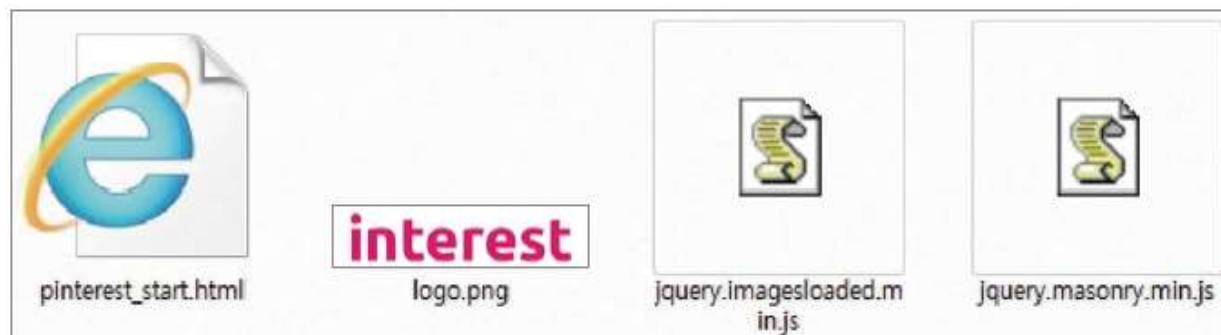 interest
pinterest_start.html
logo.png
jquery.imagesloaded.m
in.js
jquery.masonry.min.js